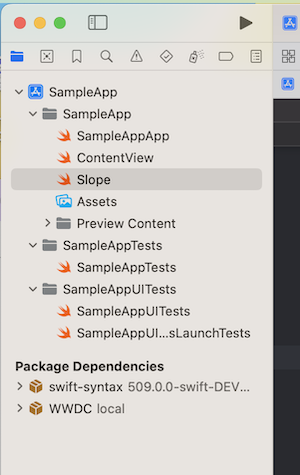 SampleApp
SampleApp
SampleAppApp
ContentView
Slope
Assets
Preview Content
SampleAppTests
SampleAppTests
SampleAppUITests
SampleAppUITests
SampleAppUI...sLaunchTests
Package Dependencies
swift-syntax 509.0.0-swift-DEV...
WWDC local